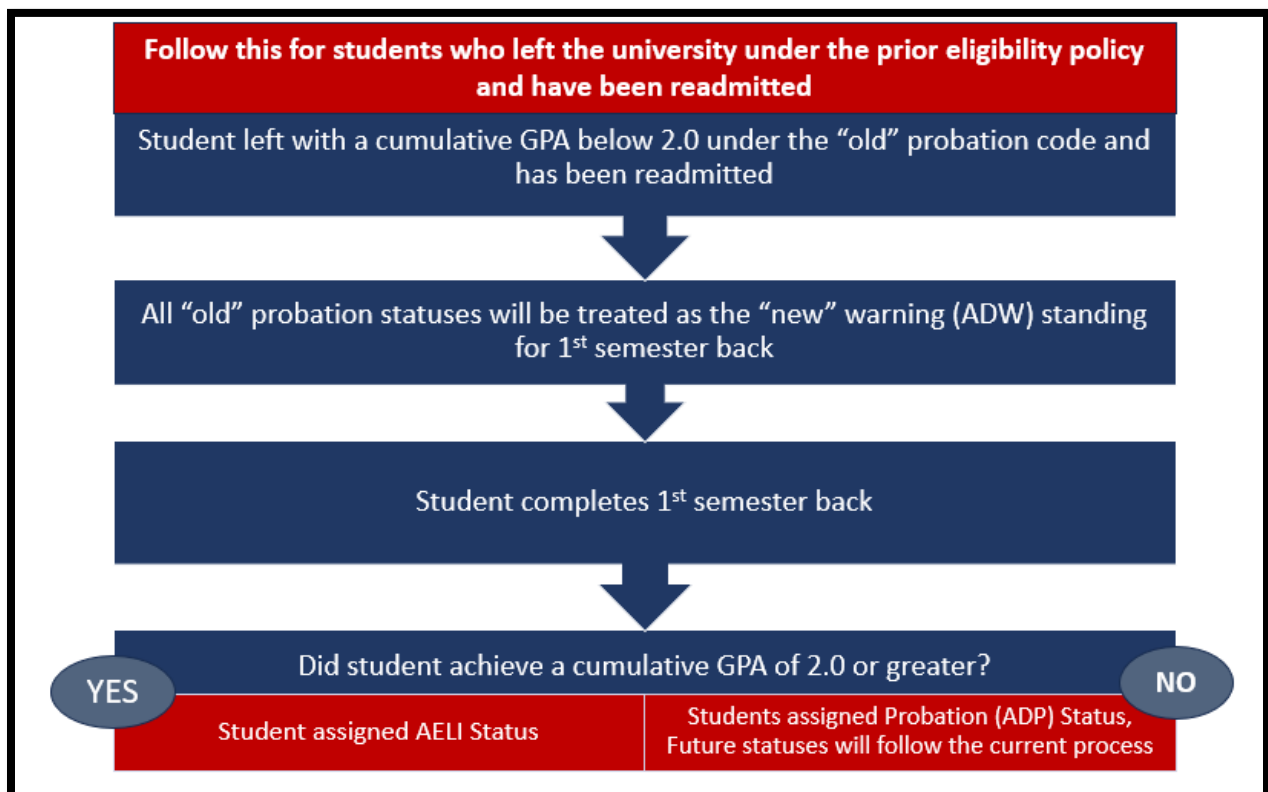 Follow this for students who left the university under the prior eligibility policy
and have been readmitted
Student left with a cumulative GPA below 2.0 under the “old” probation code and
has been readmitted
All “old” probation statuses will be treated as the “new” warning (ADW) standing
for 1st semester back
Student completes 1st semester back
Did student achieve a cumulative GPA of 2.0 or greater?
YES
NO
Student assigned AELI Status
Students assigned Probation (ADP) Status,
Future statuses will follow the current process